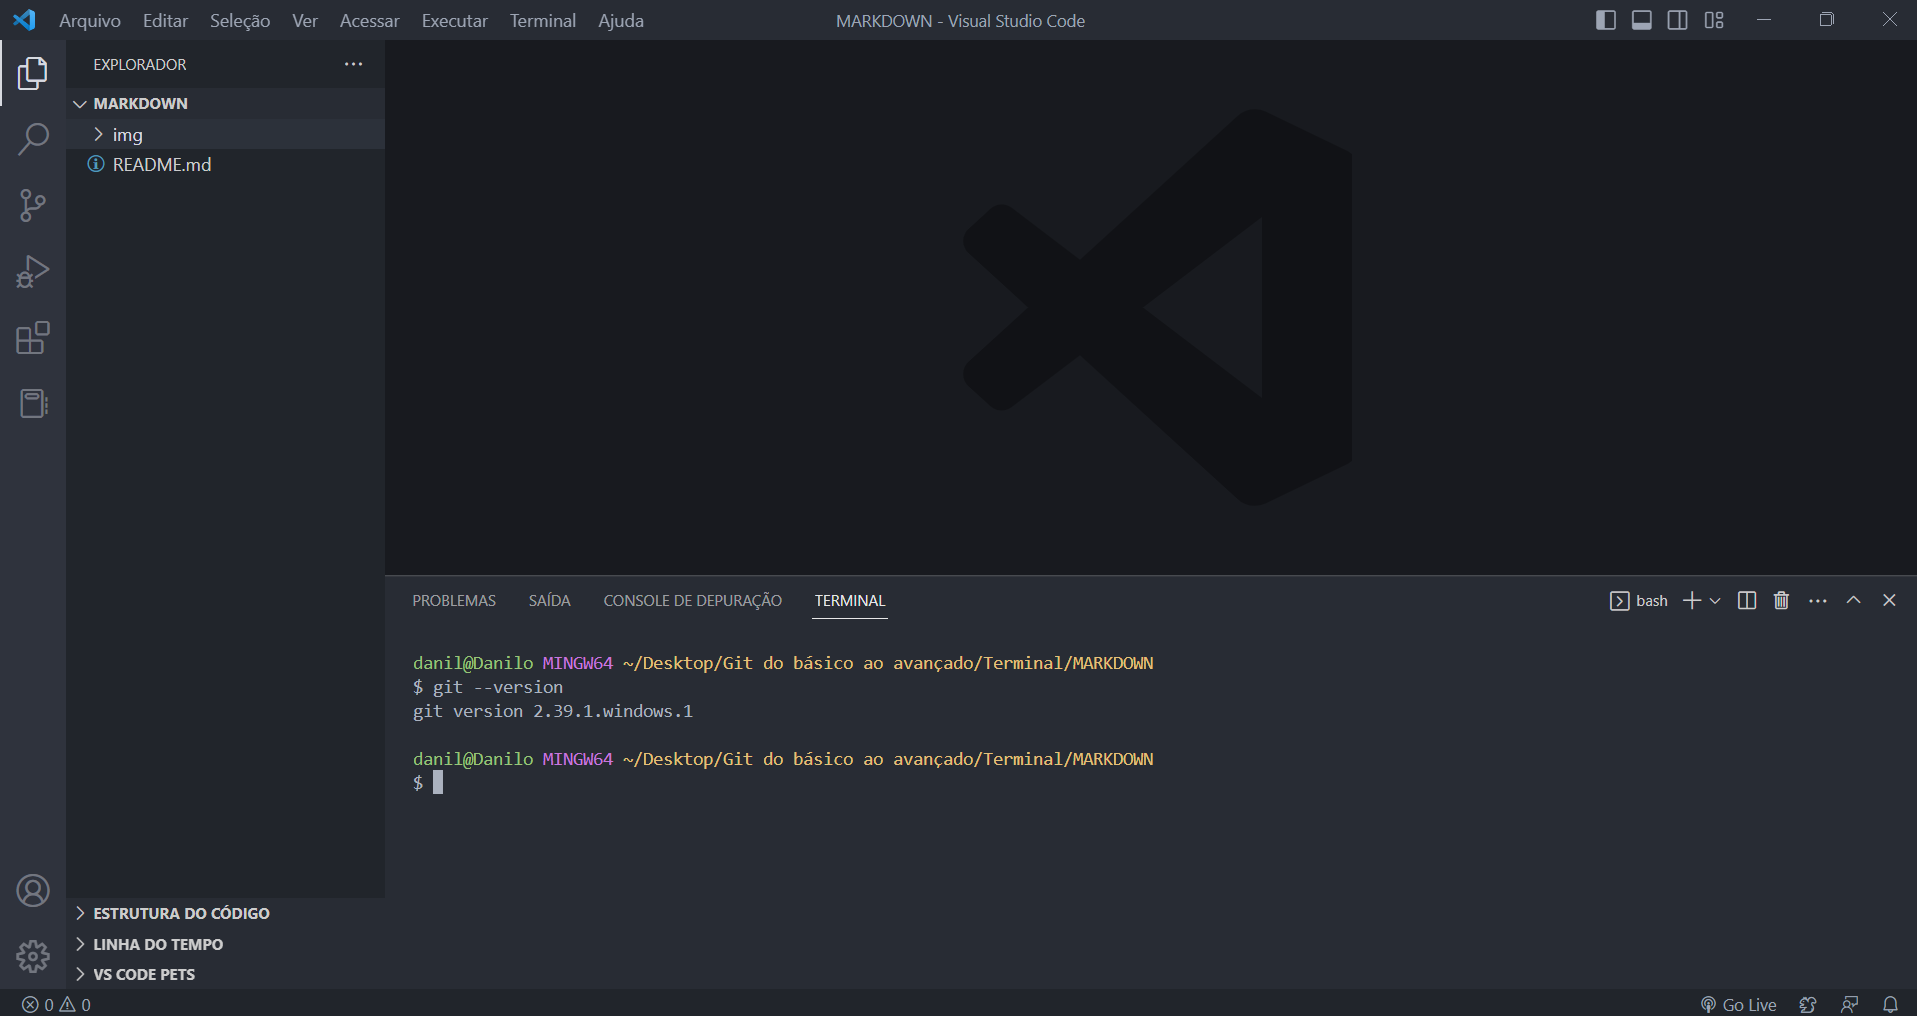 Arquivo Editar Seleção Ver Acessar Executar Terminal Ajuda
MARKDOWN - Visual Studio Code
EXPLORADOR
MARKDOWN
img
README.md
ESTRUTURA DO CÓDIGO
LINHA DO TEMPO
VS CODE PETS
PROBLEMAS SAÍDA CONSOLE DE DEPURAÇÃO TERMINAL
bash
danil@Danilo MINGW64 ~/Desktop/Git do básico ao avançado/Terminal/MARKDOWN
$ git --version
git version 2.39.1.windows.1
danil@Danilo MINGW64 ~/Desktop/Git do básico ao avançado/Terminal/MARKDOWN
$
0 0
Go Live